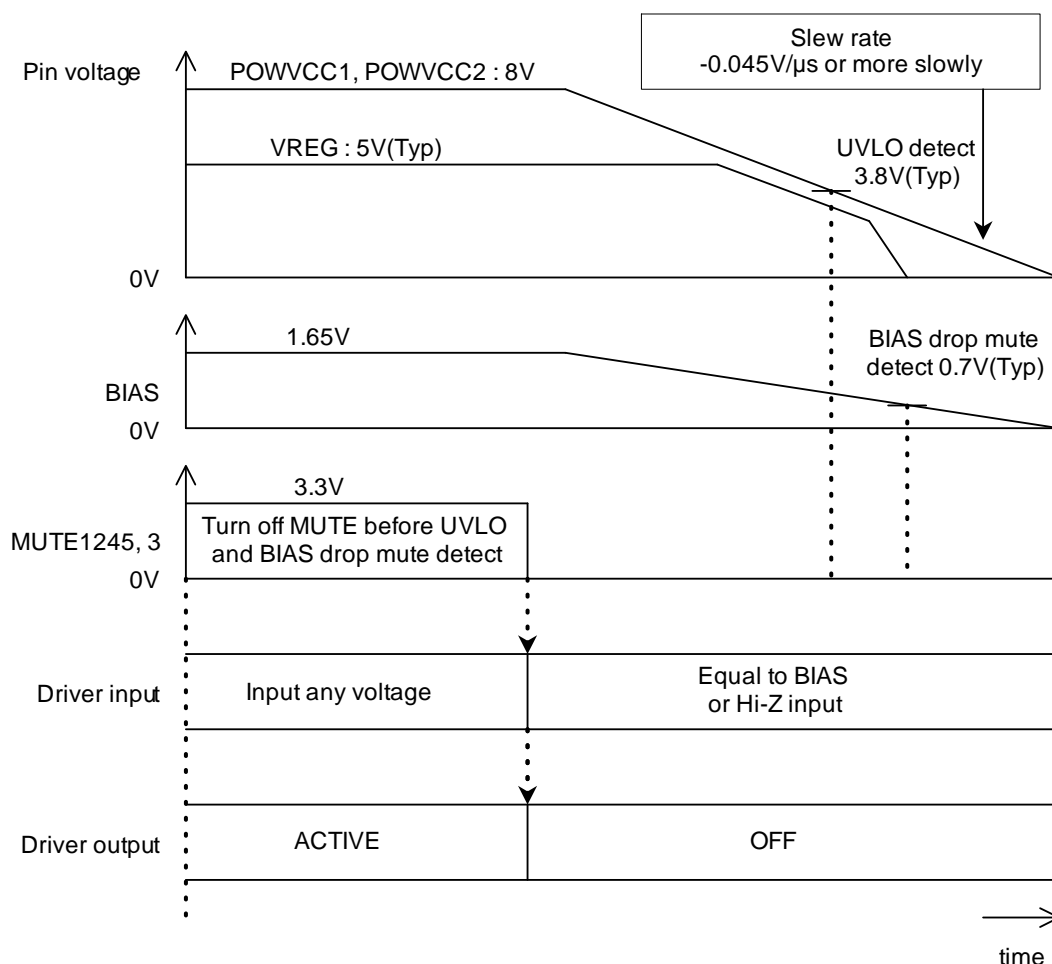 Slew rate
-0.045V/μs or more slowly
Pin voltage
POWVCC1, POWVCC2 : 8V
VREG : 5V(Typ)
UVLO detect
3.8V(Typ)
0V
1.65V
BIAS drop mute
detect 0.7V(Typ)
BIAS
0V
3.3V
Turn off MUTE before UVLO
and BIAS drop mute detect
MUTE1245, 3
0V
Driver input
Input any voltage
Equal to BIAS
or Hi-Z input
Driver output
ACTIVE
OFF
time